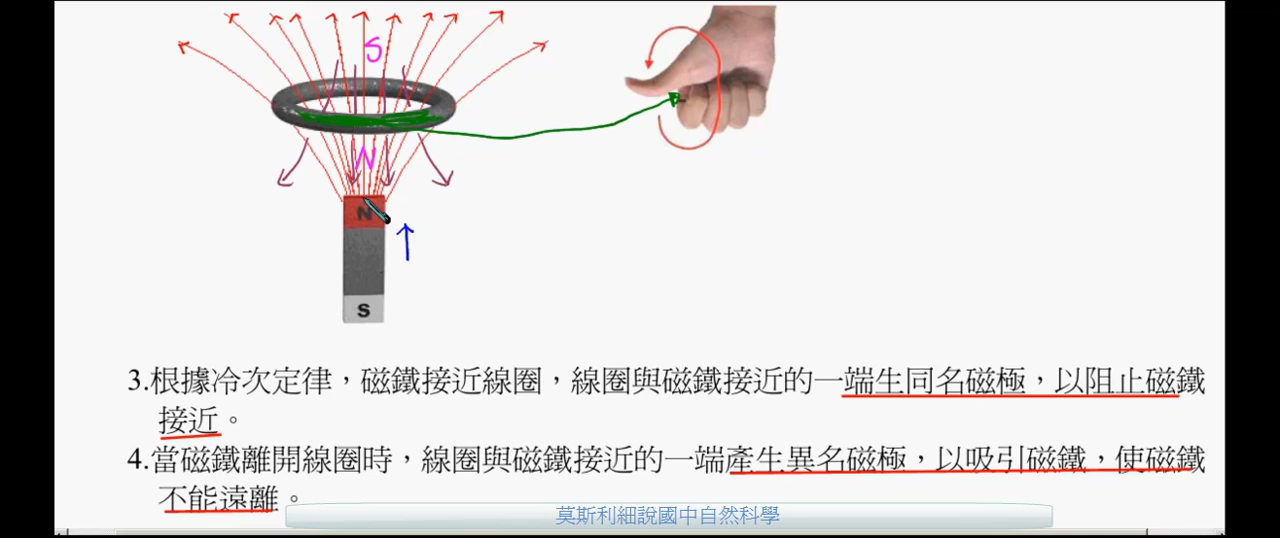 S
N
N
S
3.根據冷次定律，磁鐵接近線圈，線圈與磁鐵接近的一端生同名磁極，以阻止磁鐵
接近。
4.當磁鐵離開線圈時，線圈與磁鐵接近的一端產生異名磁極，以吸引磁鐵，使磁鐵
不能遠離。
莫斯利細說國中自然科學